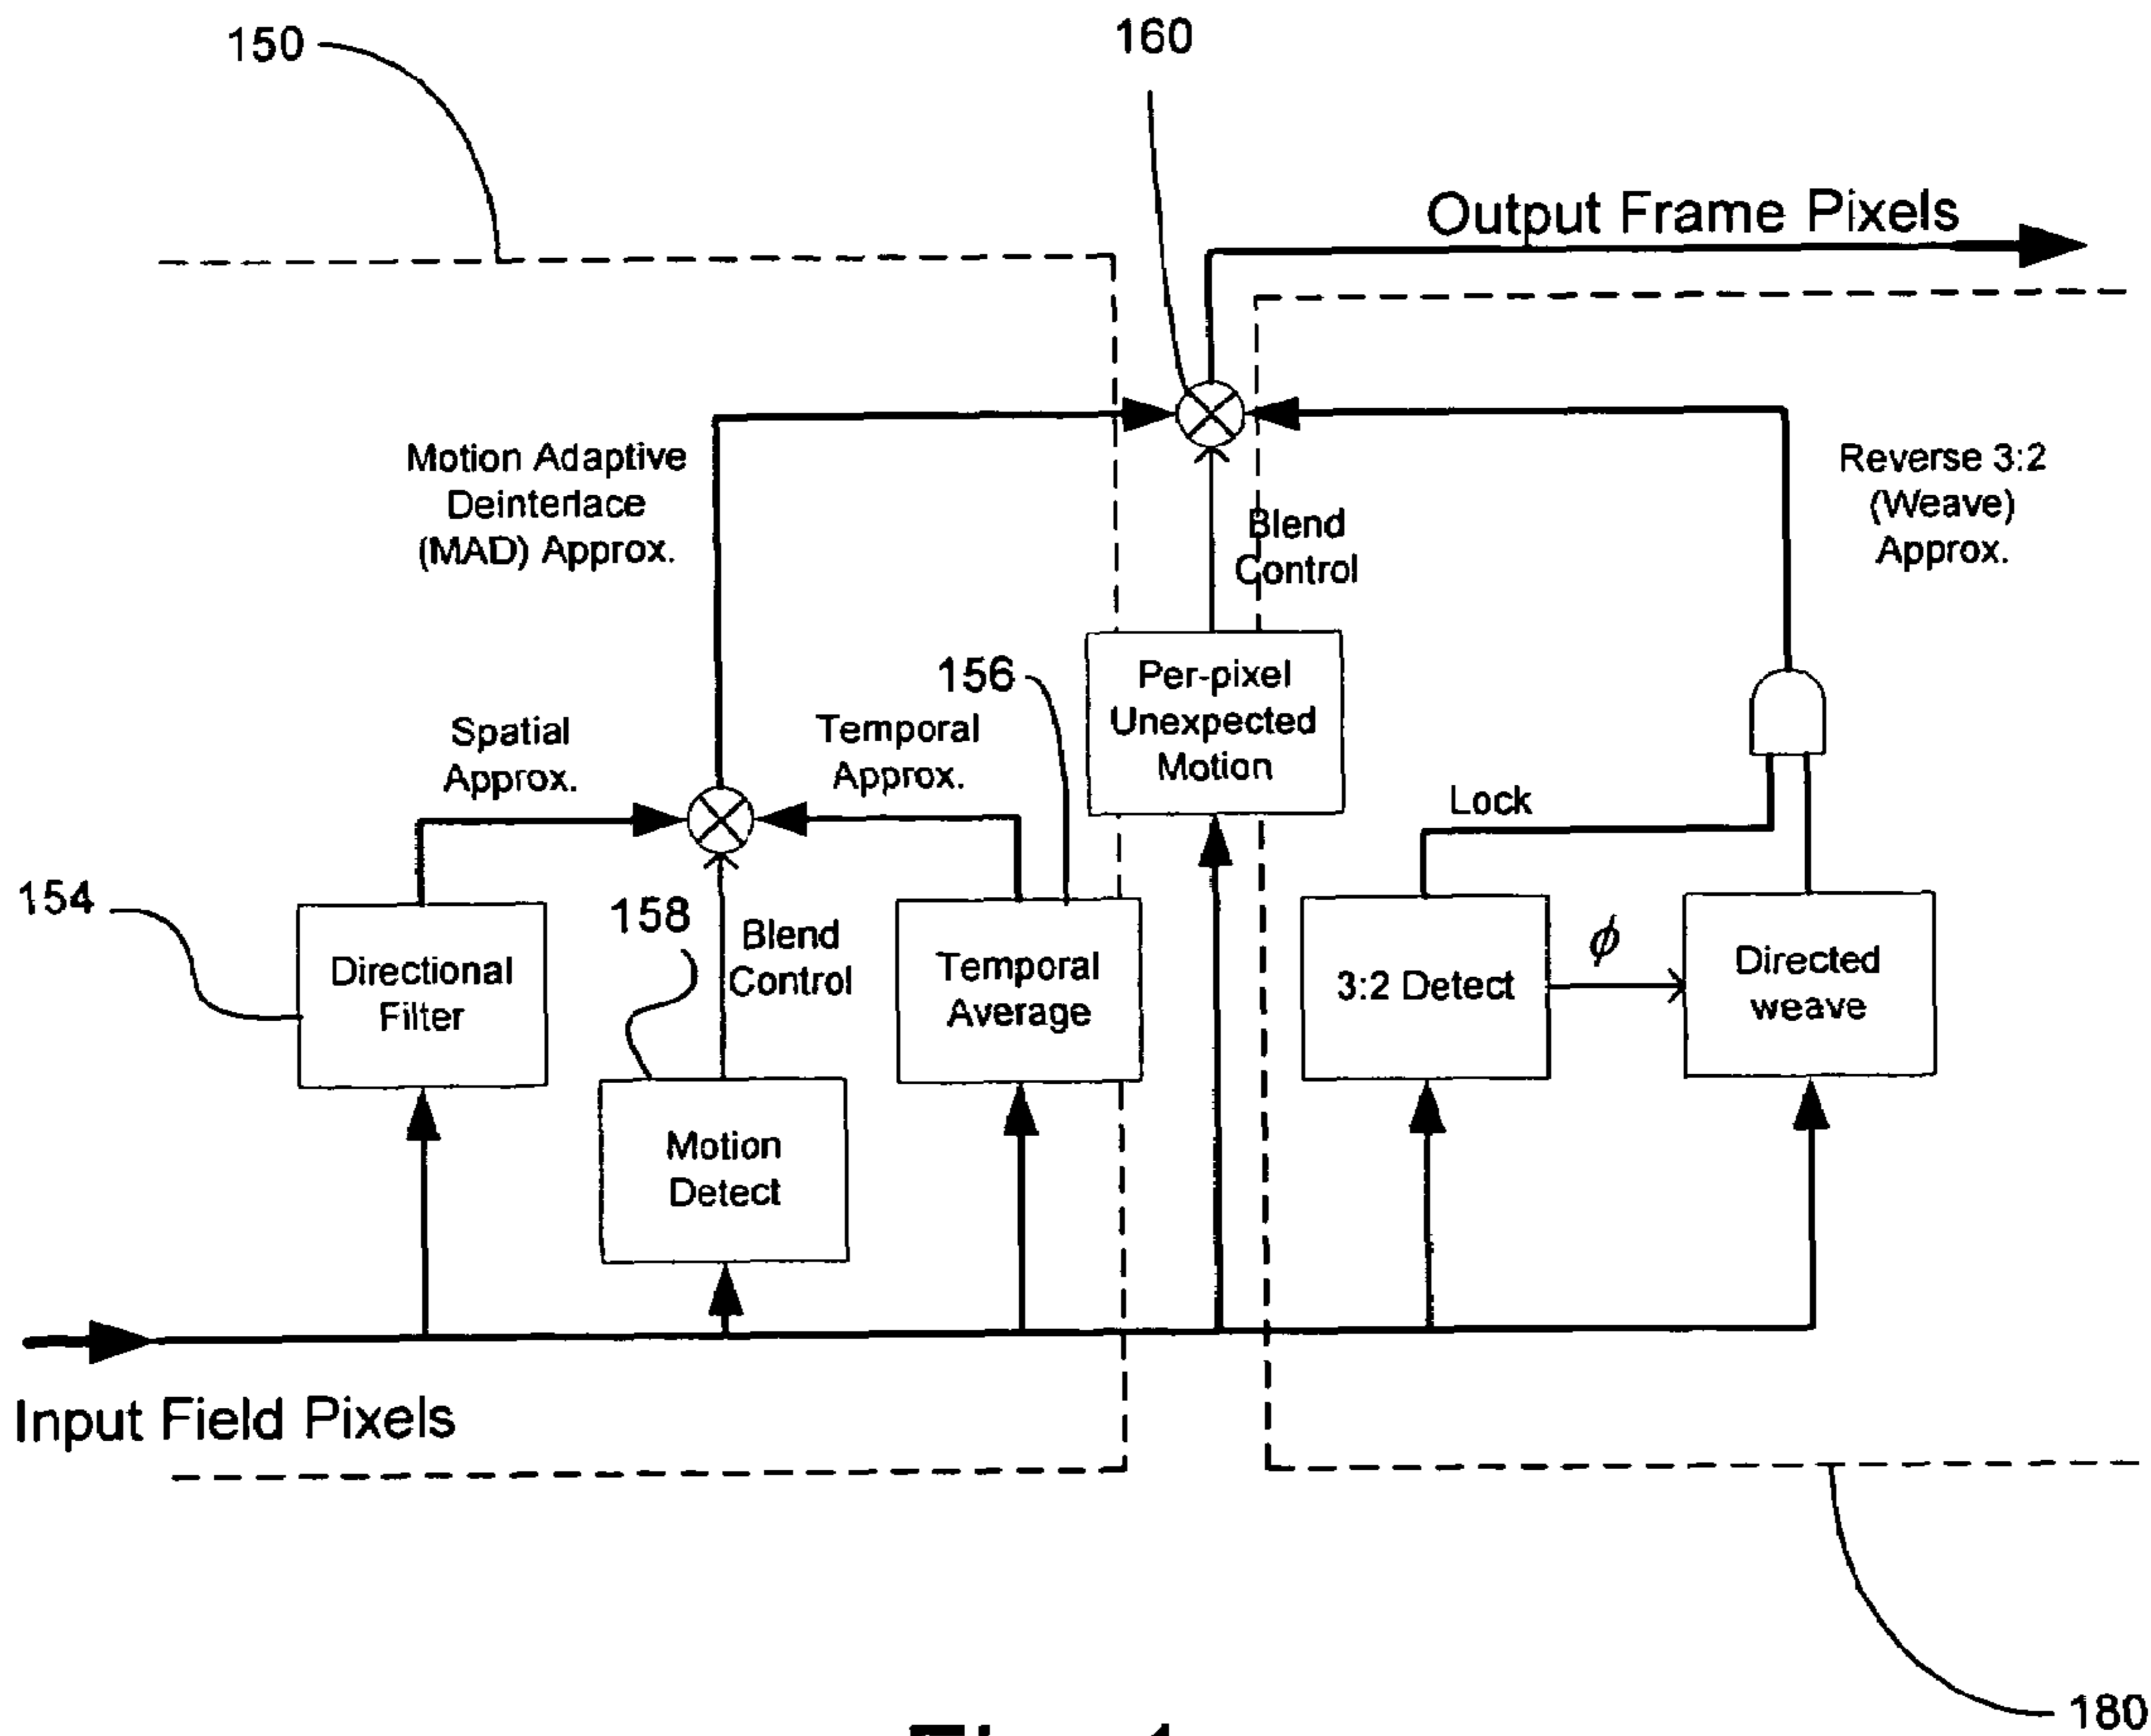 150
160
Output Frame Pixels
Motion Adaptive
Deinterlace
(MAD) Approx.
Reverse 3:2
(Weave)
Approx.
Blend
Control
156
Per-pixel
Unexpected
Motion
Spatial
Approx.
Temporal
Approx.
Lock
154
158
Directional
Filter
Blend
Control
Temporal
Average
3:2 Detect
ϕ
Directed
weave
Motion
Detect
Input Field Pixels
180